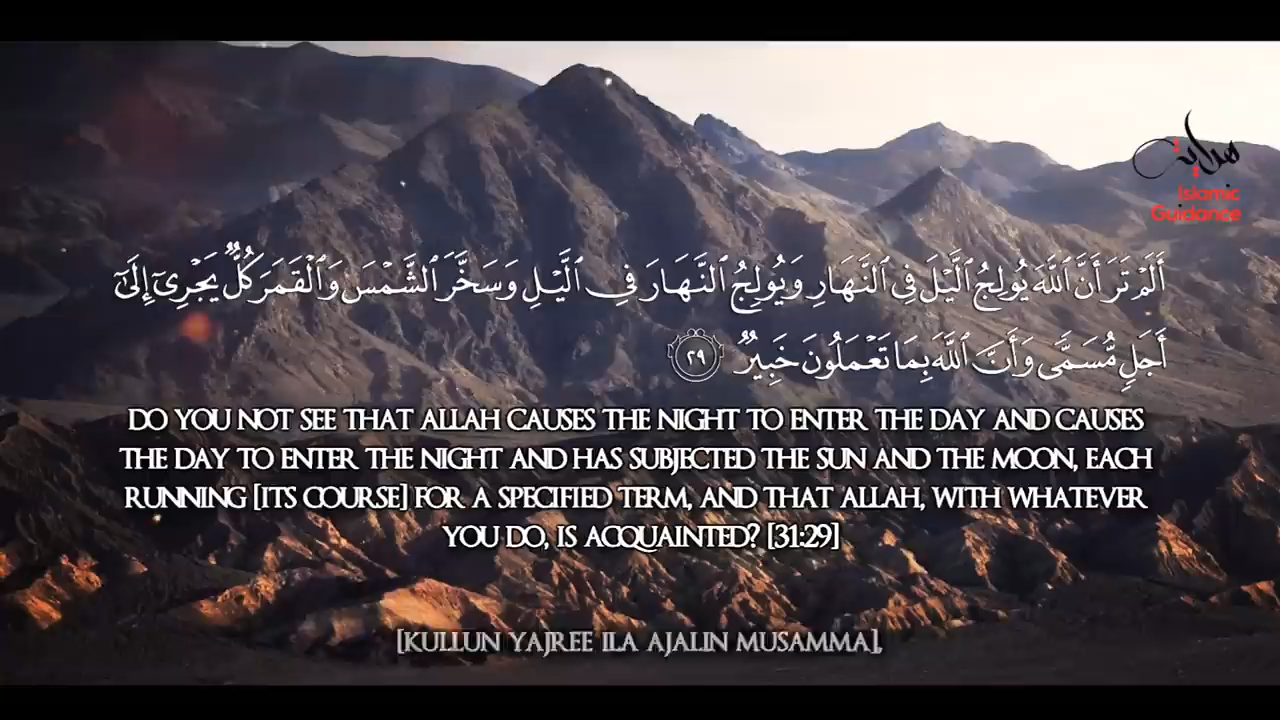 هداية
Islamic
Guidance
أَلَمْ تَرَ أَنَّ ٱللَّهَ يُولِجُ ٱلَّيْلَ فِى ٱلنَّهَارِ وَيُولِجُ ٱلنَّهَارَ فِى ٱلَّيْلِ وَسَخَّرَ ٱلشَّمْسَ وَٱلْقَمَرَ كُلٌّ يَجْرِىٓ إِلَىٰٓ
أَجَلٍ مُّسَمًّى وَأَنَّ ٱللَّهَ بِمَا تَعْمَلُونَ خَبِيرٌ ٢٩
DO YOU NOT SEE THAT ALLAH CAUSES THE NIGHT TO ENTER THE DAY AND CAUSES
THE DAY TO ENTER THE NIGHT AND HAS SUBJECTED THE SUN AND THE MOON, EACH
RUNNING [ITS COURSE] FOR A SPECIFIED TERM, AND THAT ALLAH, WITH WHATEVER
YOU DO, IS ACQUAINTED? [31:29]
[KULLUN YAJREE ILA AJALIN MUSAMMA],